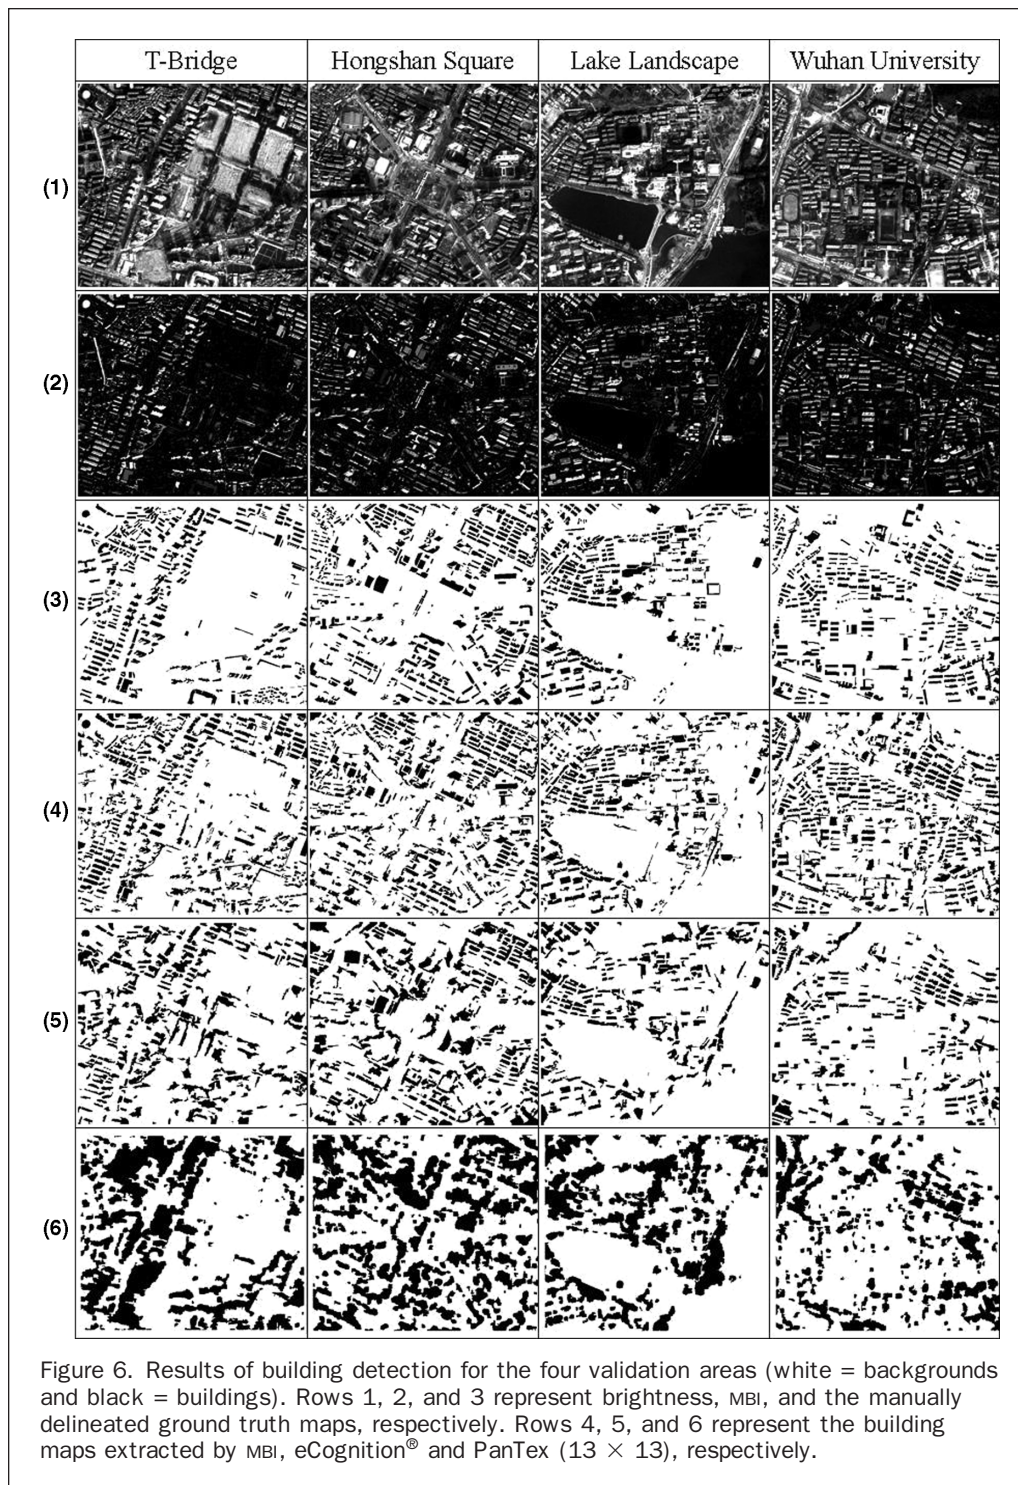 T-Bridge Hongshan Square Lake Landscape Wuhan University
(1)
(2)
(3)
(4)
(5)
(6)
Figure 6. Results of building detection for the four validation areas (white = backgrounds
and black = buildings). Rows 1, 2, and 3 represent brightness, MBI, and the manually
delineated ground truth maps, respectively. Rows 4, 5, and 6 represent the building
maps extracted by MBI, eCognition® and PanTex (13 × 13), respectively.